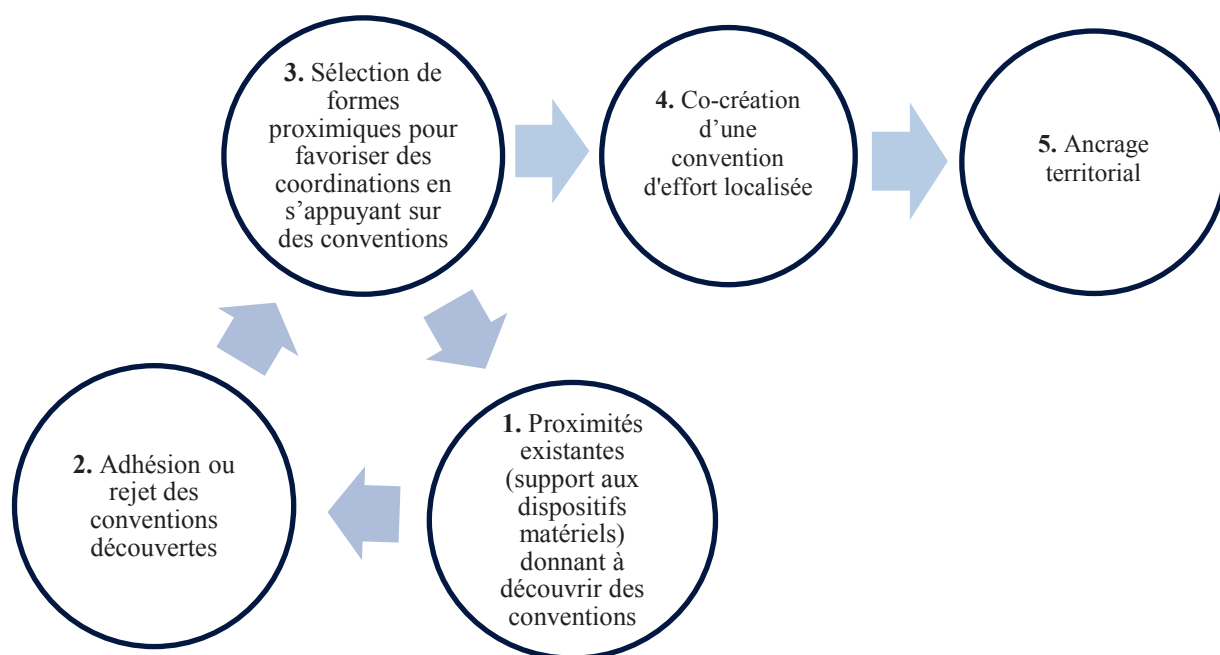 3. Sélection de
formes
proximiques pour
favoriser des
coordinations en
s’appuyant sur
des conventions
4. Co-création
d’une
convention
d'effort localisée
5. Ancrage
territorial
2. Adhésion ou
rejet des
conventions
découvertes
1. Proximités
existantes
(support aux
dispositifs
matériels)
donnant à
découvrir des
conventions